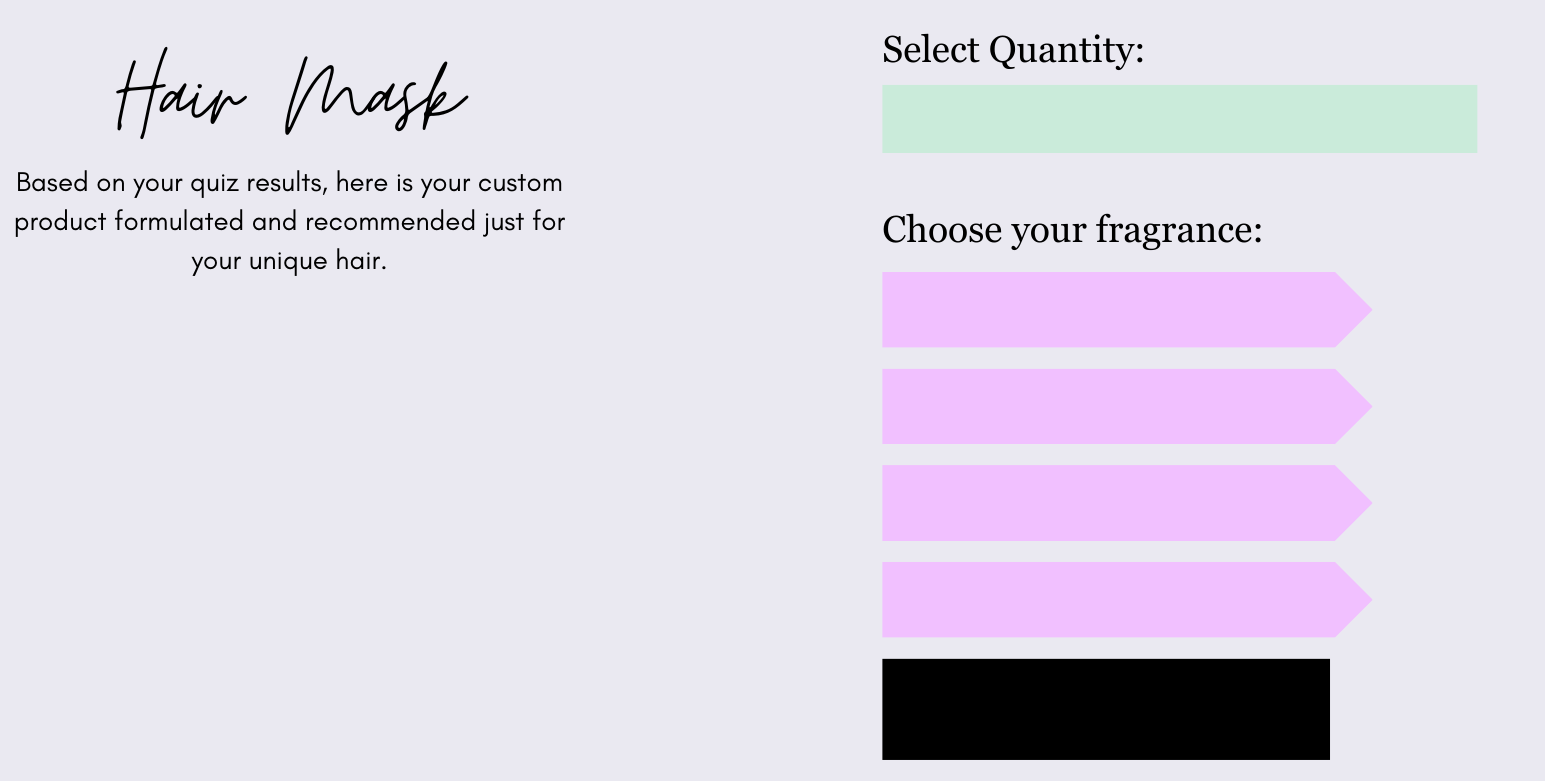 Hair Mask
Based on your quiz results, here is your custom
product formulated and recommended just for
your unique hair.
Select Quantity:
Choose your fragrance: